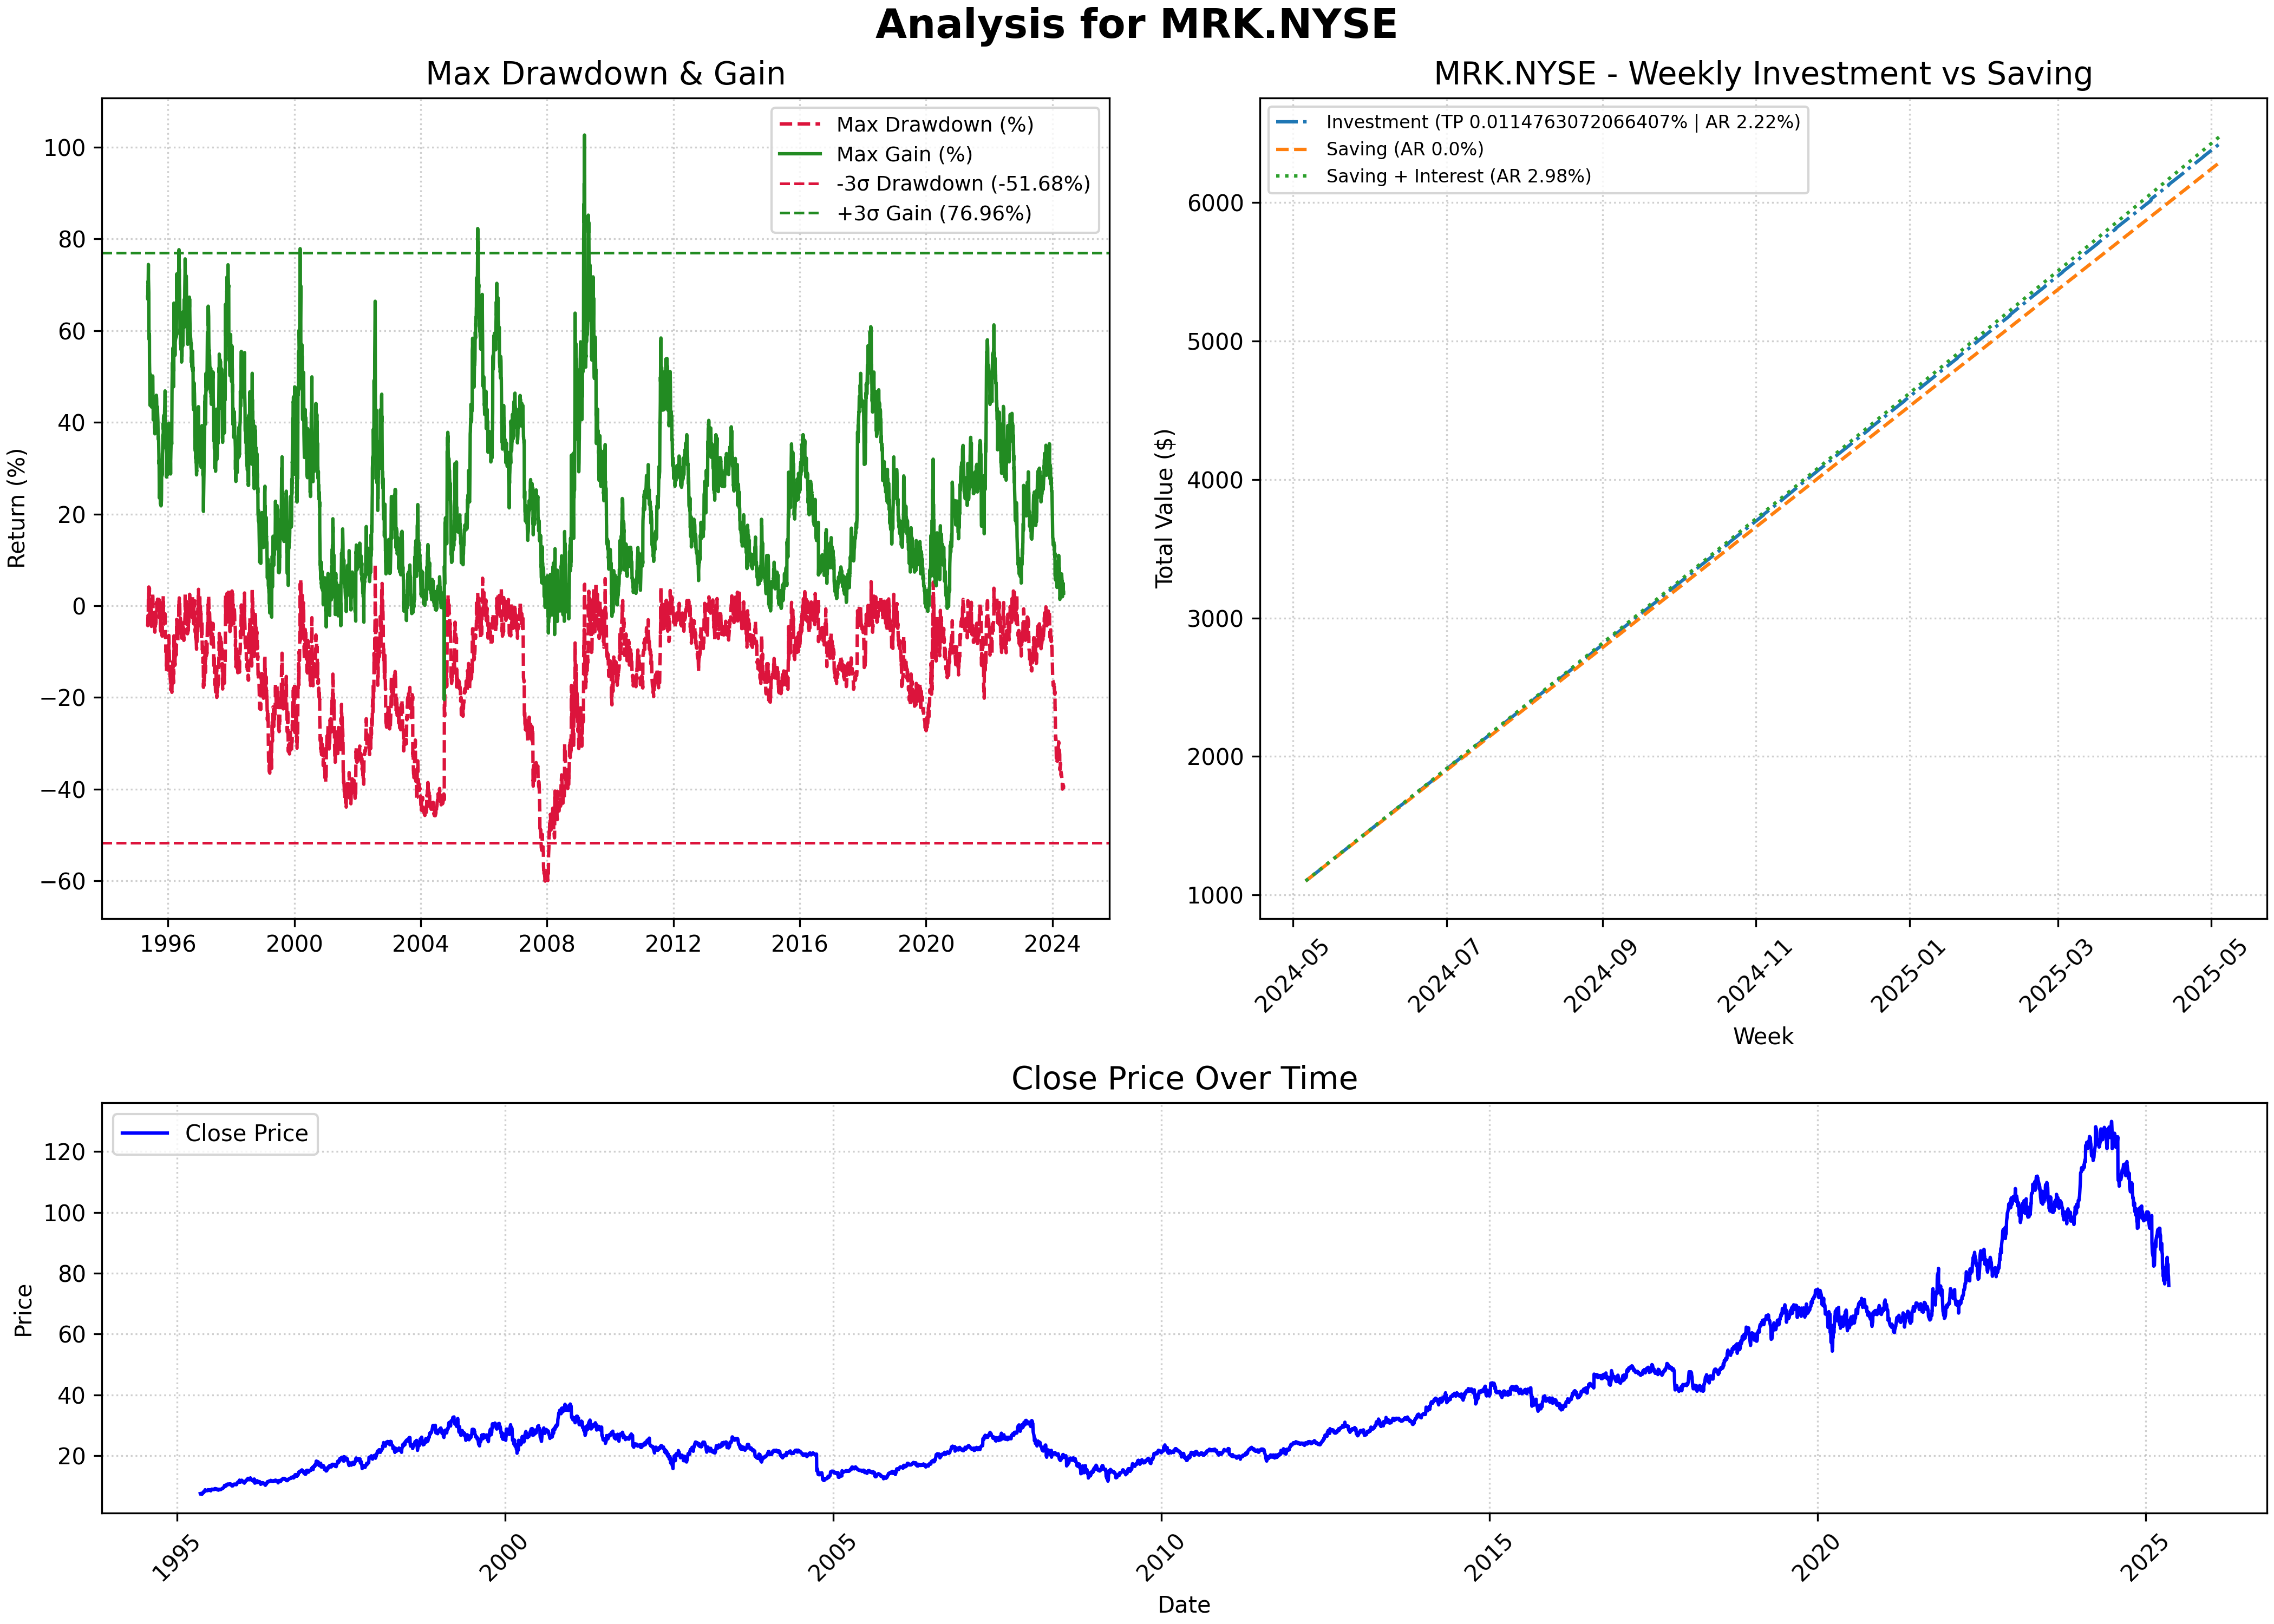 Analysis for MRK.NYSE
Max Drawdown & Gain
Max Drawdown (%)
Max Gain (%)
-3σ Drawdown (-51.68%)
+3σ Gain (76.96%)
Return (%)
100
80
60
40
20
0
−20
−40
−60
1996 2000 2004 2008 2012 2016 2020 2024
MRK.NYSE - Weekly Investment vs Saving
Investment (TP 0.0114763072066407% | AR 2.22%)
Saving (AR 0.0%)
Saving + Interest (AR 2.98%)
Total Value ($)
6000
5000
4000
3000
2000
1000
2024-05 2024-07 2024-09 2024-11 2025-01 2025-03 2025-05
Week
Close Price Over Time
Close Price
Price
120
100
80
60
40
20
1995 2000 2005 2010 2015 2020 2025
Date